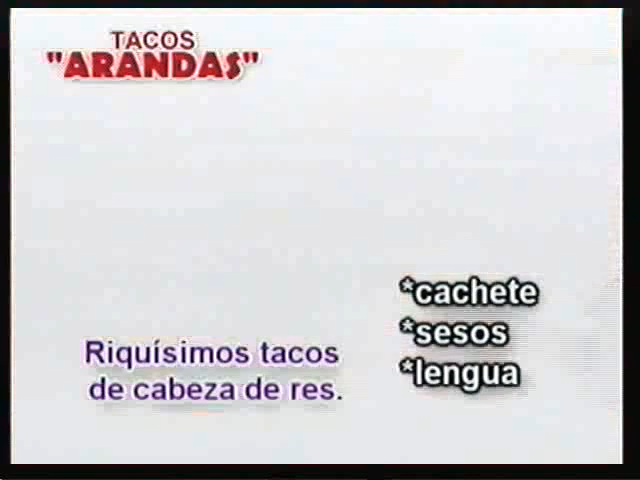 TACOS
"ARANDAS"
*cachete
*sesos
*lengua
Riquísimos tacos
de cabeza de res.